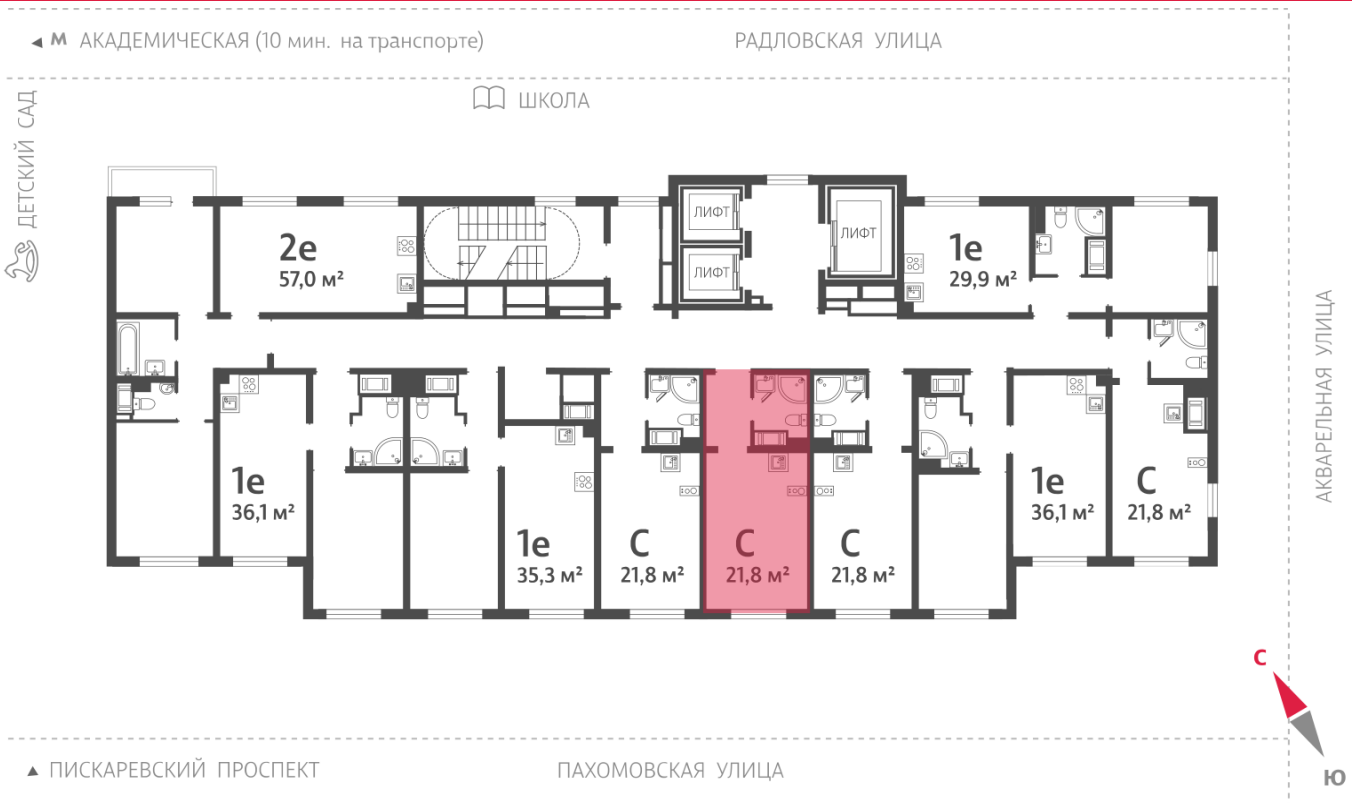 М АКАДЕМИЧЕСКАЯ (10 мин. на транспорте)
РАДЛОВСКАЯ УЛИЦА
ШКОЛА
ДЕТСКИЙ САД
ЛИФТ
ЛИФТ
ЛИФТ
2е
57,0 м²
1е
29,9 м²
АКВАРЕЛЬНАЯ УЛИЦА
1е
36,1 м²
1е
35,3 м²
С
21,8 м²
С
21,8 м²
С
21,8 м²
1е
36,1 м²
С
21,8 м²
С
Ю
ПИСКАРЕВСКИЙ ПРОСПЕКТ
ПАХОМОВСКАЯ УЛИЦА